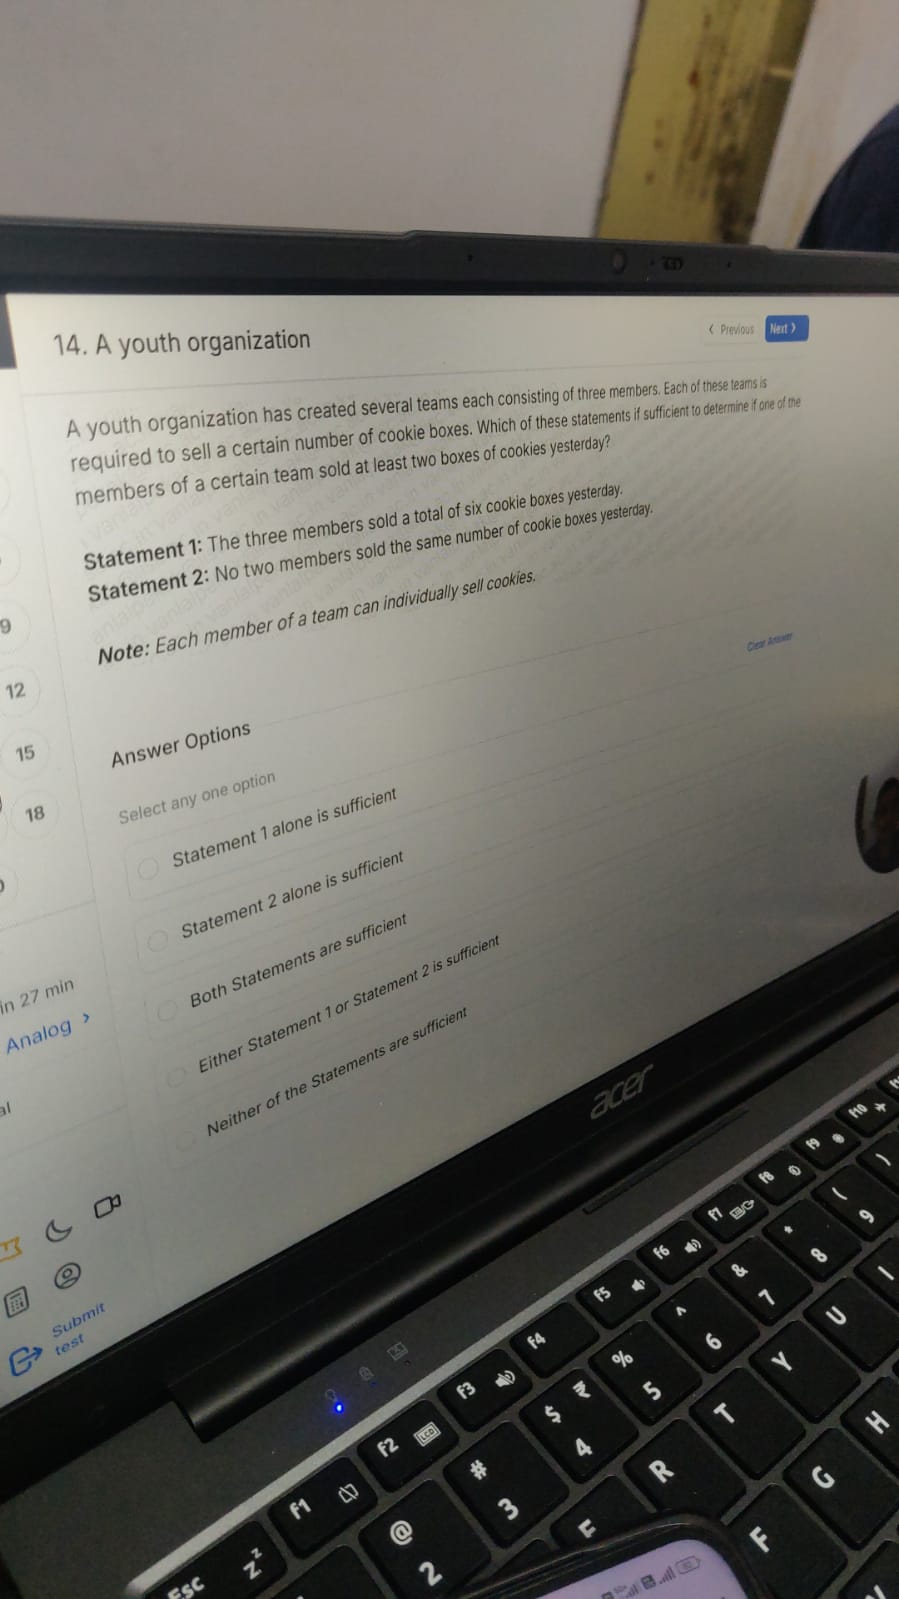 14. A youth organization
Previous
Next
A youth organization has created several teams each consisting of three members. Each of these teams is
required to sell a certain number of cookie boxes. Which of these statements if sufficient to determine if one of the
members of a certain team sold at least two boxes of cookies yesterday?
Statement 1: The three members sold a total of six cookie boxes yesterday.
Statement 2: No two members sold the same number of cookie boxes yesterday.
Note: Each member of a team can individually sell cookies.
Clear Answer
9
12
15
18
Answer Options
Select any one option
Statement 1 alone is sufficient
Statement 2 alone is sufficient
Both Statements are sufficient
Either Statement 1 or Statement 2 is sufficient
Neither of the Statements are sufficient
in 27 min
Analog
al
Submit
test
acer
Esc
F1
F2
LCD
F3
F4
F5
F6
F7
F8
F9
F10
Zz
@ 2
# 3
$ 4 ₹
% 5
^ 6
& 7
* 8
( 9
)
E
R
T
Y
U
I
F
G
H
V